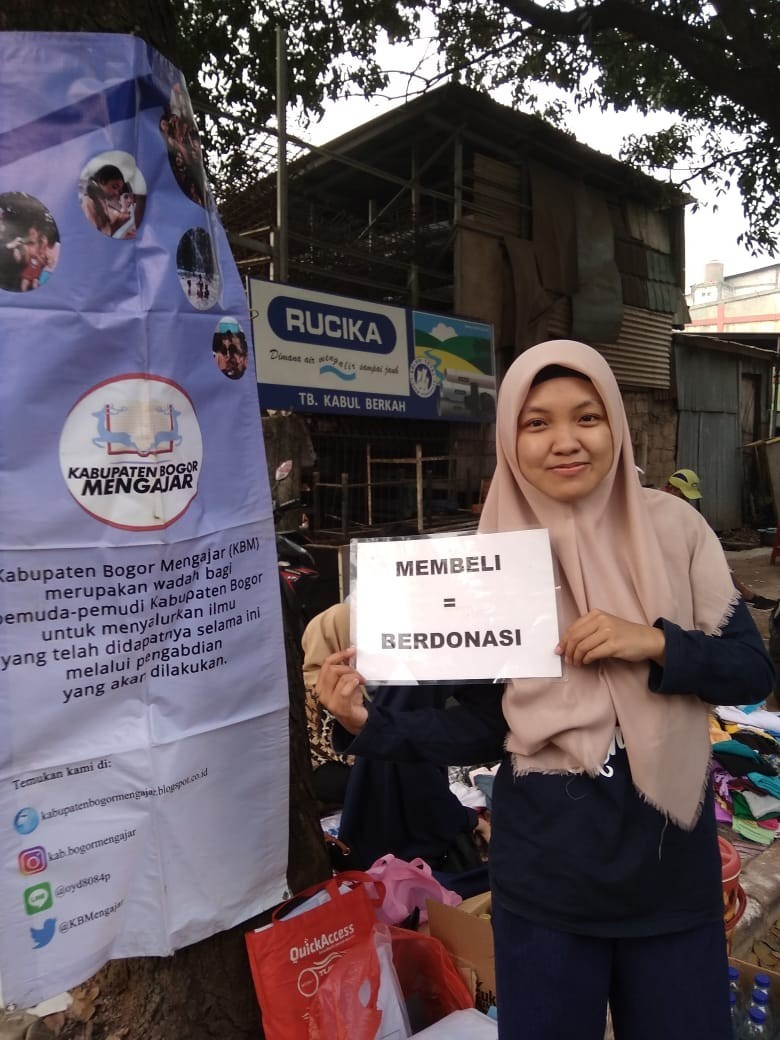 KABUPATEN BOGOR
MENGAJAR
Kabupaten Bogor Mengajar (KBM)
merupakan wadah bagi
pemuda-pemudi Kabupaten Bogor
untuk menyalurkan ilmu
yang telah didapatnya selama ini
melalui pengabdian
yang akan dilakukan.
Temukan kami di:
kabupatenbogormengajar.blogspot.co.id
kab.bogormengajar
LINE
@oyd8084p
@KBMengajar
RUCIKA
Dimana air mengalir sampai jauh
TB. KABUL BERKAH
MEMBELI
=
BERDONASI
QuickAccess